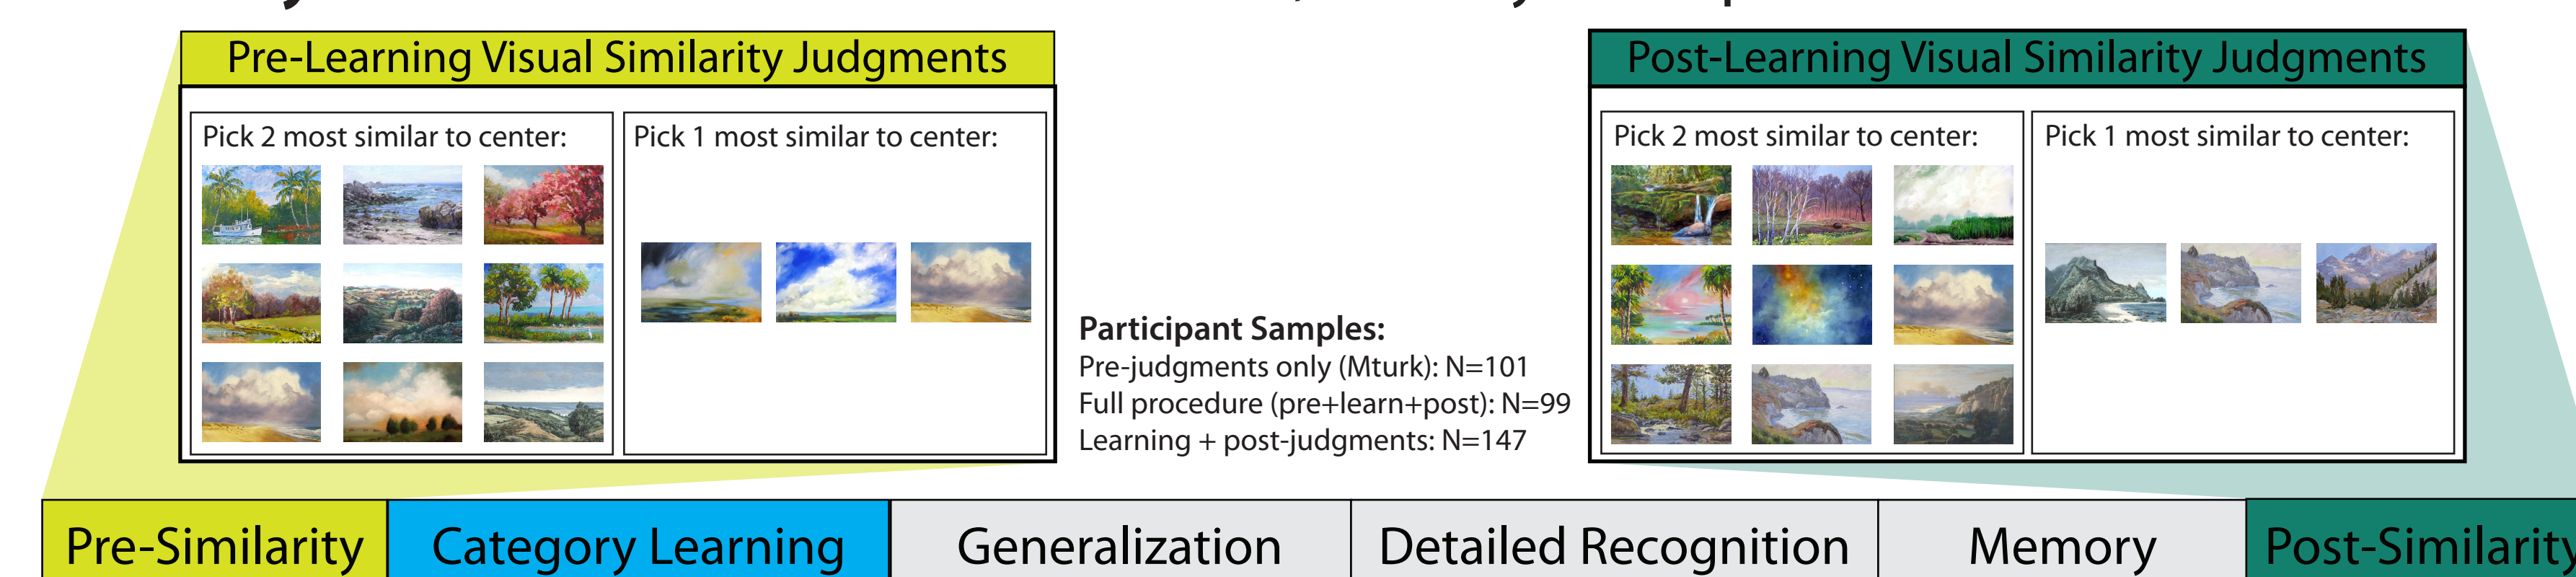 Pre-Learning Visual Similarity Judgments
Pick 2 most similar to center:
Pick 1 most similar to center:
Participant Samples:
Pre-judgments only (Mturk): N=101
Full procedure (pre+learn+post): N=99
Learning + post-judgments: N=147
Post-Learning Visual Similarity Judgments
Pick 2 most similar to center:
Pick 1 most similar to center:
Pre-Similarity
Category Learning
Generalization
Detailed Recognition
Memory
Post-Similarity